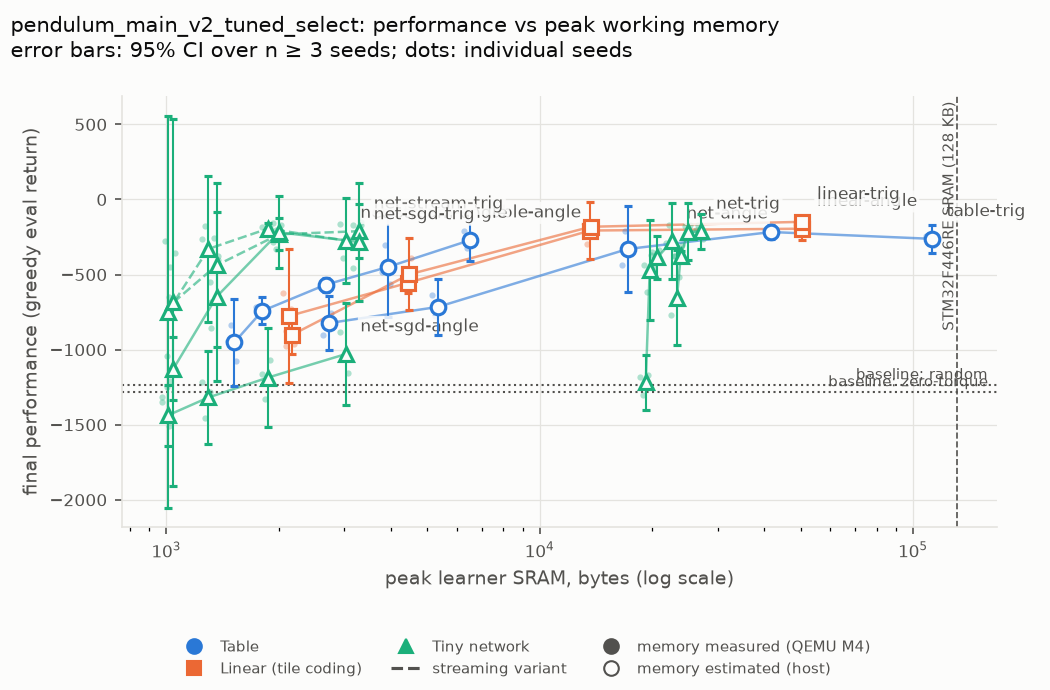 pendulum_main_v2_tuned_select: performance vs peak working memory
error bars: 95% CI over n ≥ 3 seeds; dots: individual seeds
final performance (greedy eval return)
500
0
−500
−1000
−1500
−2000
net-stream-trig
net-sgd-trig
net-sgd-angle
net-trig
net-angle
linear-trig
linear-angle
table-trig
STM32F446RE SRAM (128 KB)
baseline: random
baseline: zero-torque
10³
10⁴
10⁵
peak learner SRAM, bytes (log scale)
Table
Linear (tile coding)
Tiny network
streaming variant
memory measured (QEMU M4)
memory estimated (host)